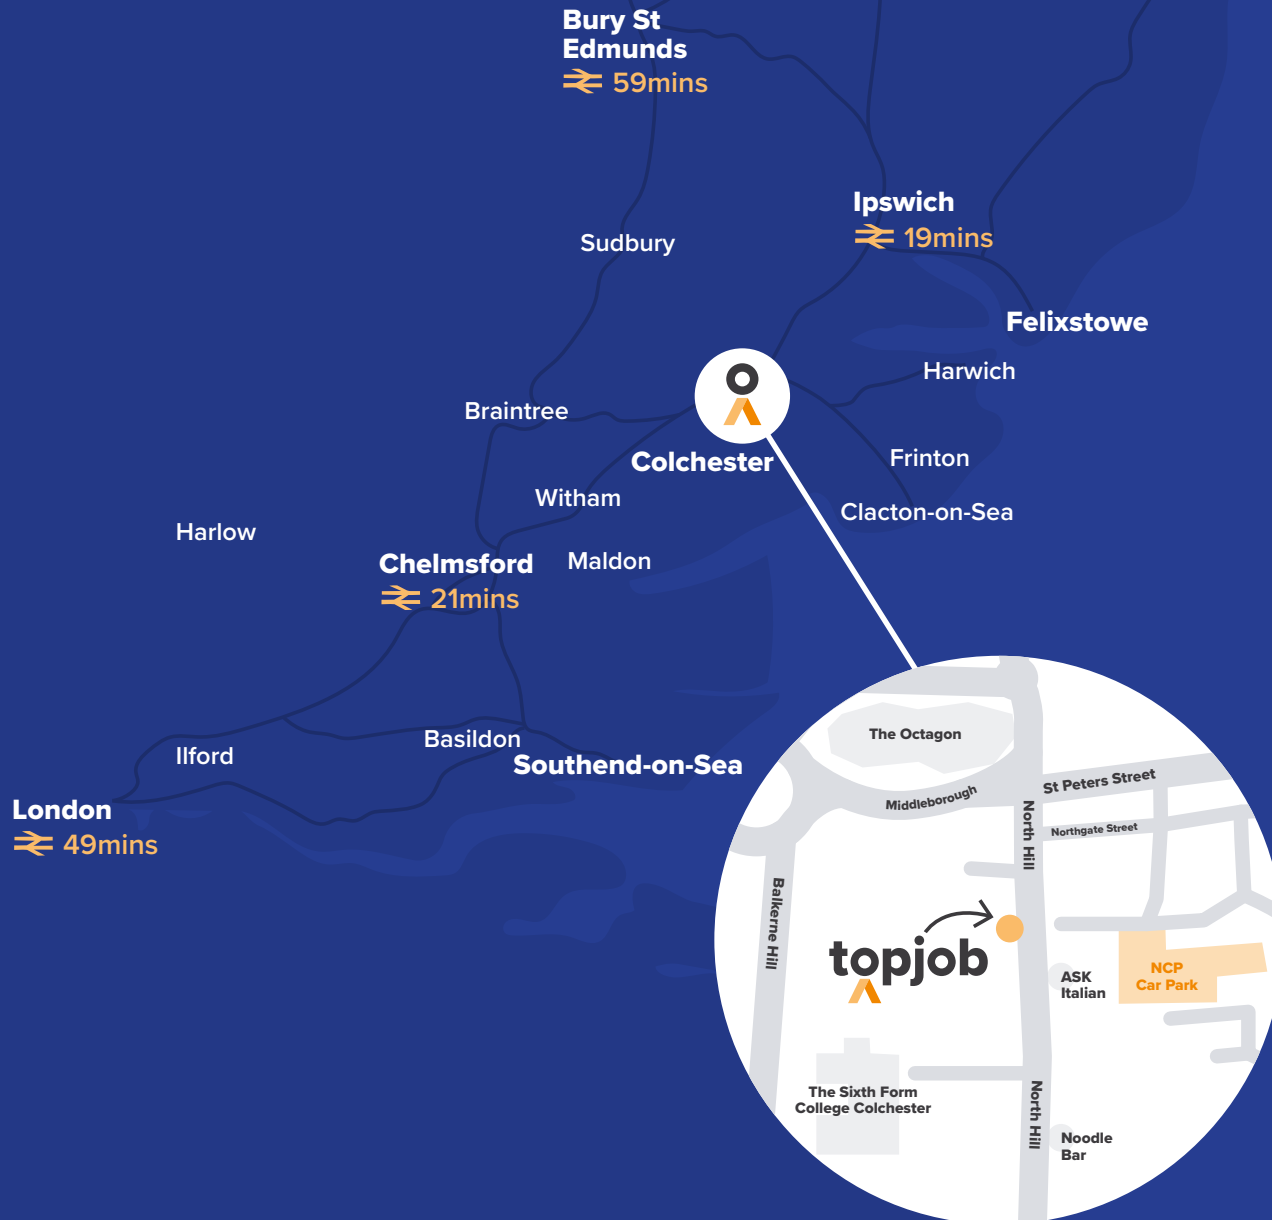 Bury St
Edmunds
59mins
Ipswich
19mins
Sudbury
Felixstowe
Harwich
Braintree
Colchester
Frinton
Witham
Clacton-on-Sea
Harlow
Chelmsford
21mins
Maldon
Ilford
Basildon
Southend-on-Sea
London
49mins
The Octagon
Middleborough
St Peters Street
North Hill
Northgate Street
Balkerne Hill
topjob
ASK
Italian
NCP
Car Park
The Sixth Form
College Colchester
North Hill
Noodle
Bar